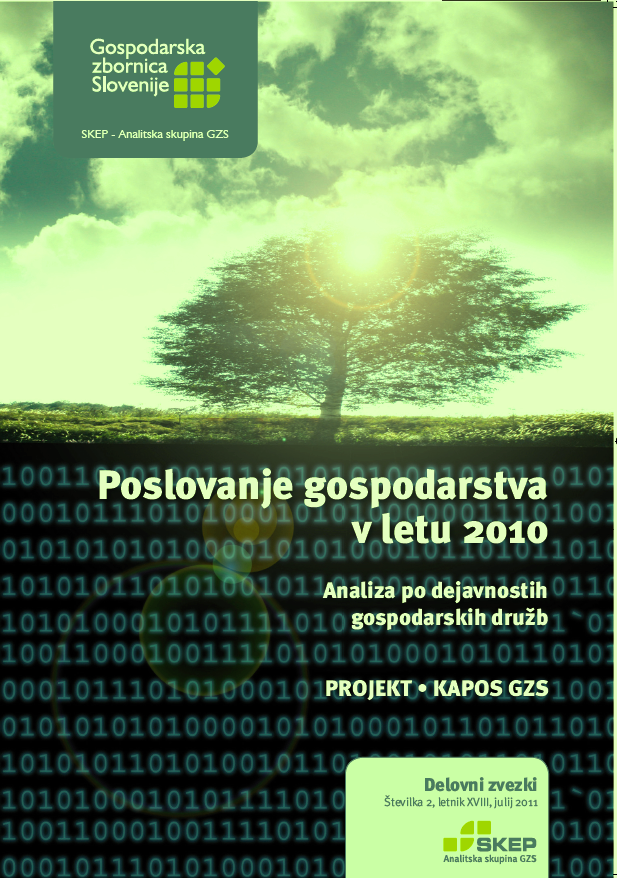 Gospodarska
zbornica
Slovenije
SKEP - Analitska skupina GZS
Poslovanje gospodarstva
v letu 2010
Analiza po dejavnostih
gospodarskih družb
PROJEKT • KAPOS GZS
Delovni zvezki
Številka 2, letnik XVIII, julij 2011
SKEP
Analitska skupina GZS